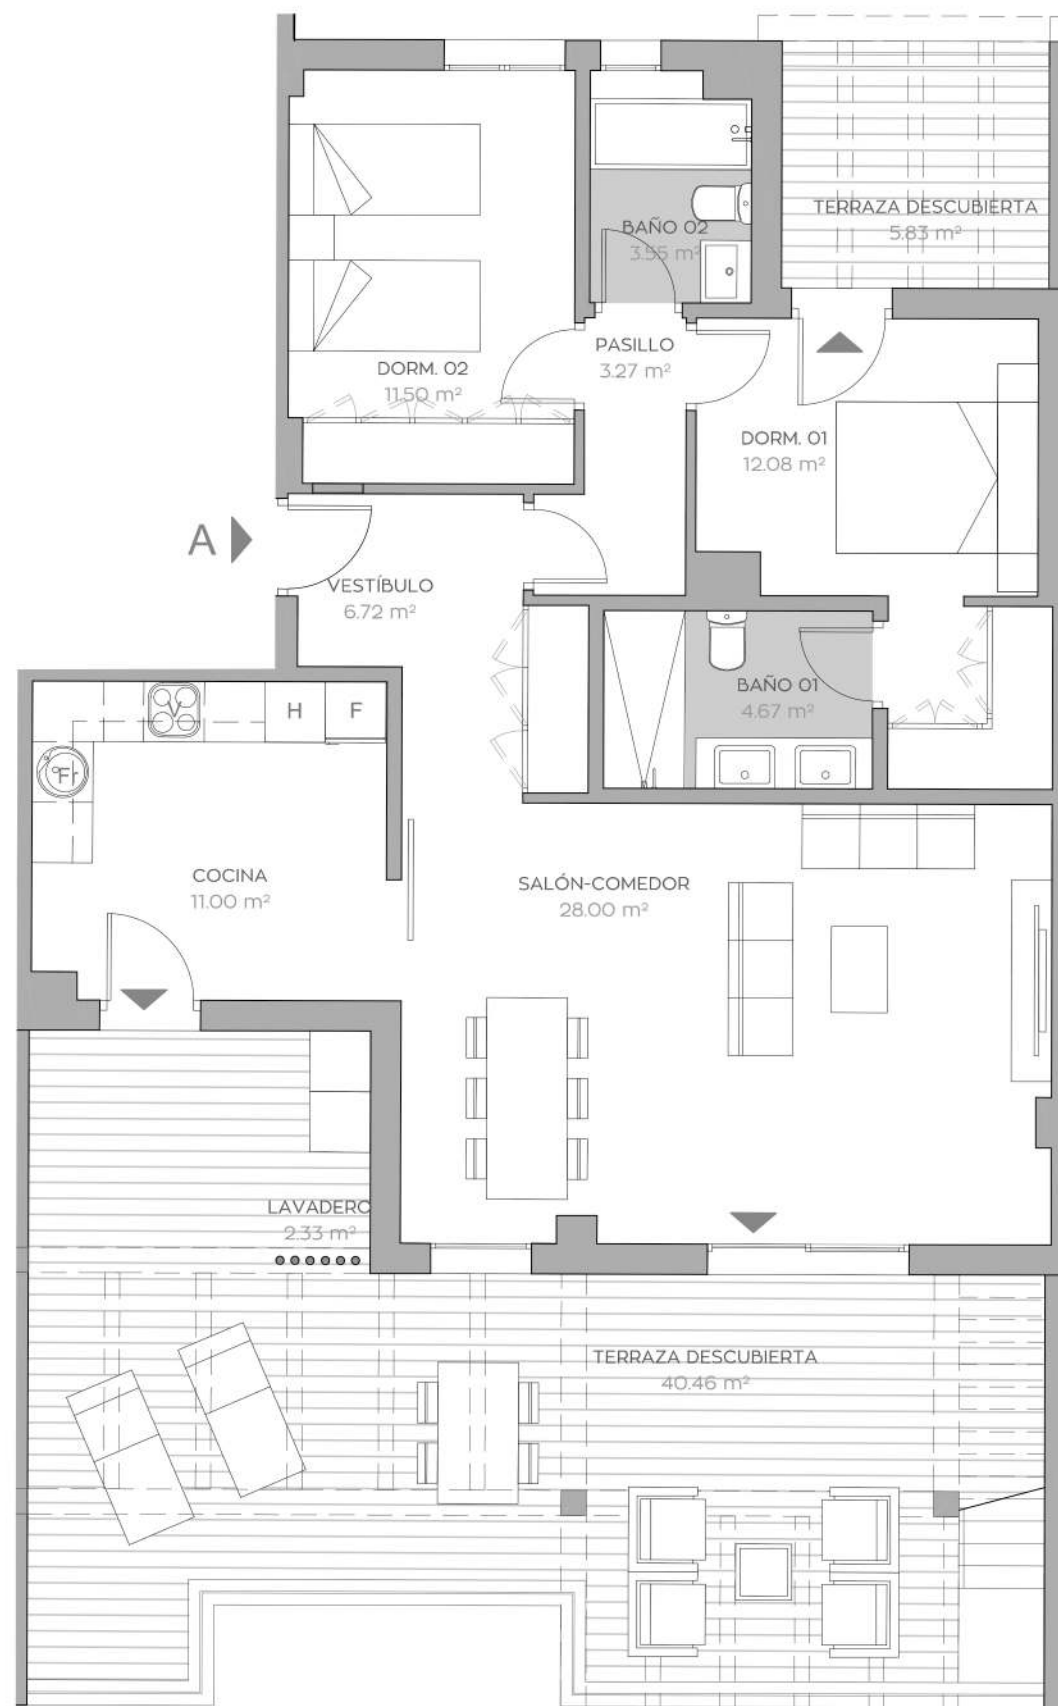 TERRAZA DESCUBIERTA
5.83 m²
BAÑO 02
3.55 m²
PASILLO
3.27 m²
DORM. 02
11.50 m²
DORM. 01
12.08 m²
A
VESTÍBULO
6.72 m²
BAÑO 01
4.67 m²
V
H
F
Fr
COCINA
11.00 m²
SALÓN-COMEDOR
28.00 m²
LAVADERO
2.33 m²
TERRAZA DESCUBIERTA
40.46 m²